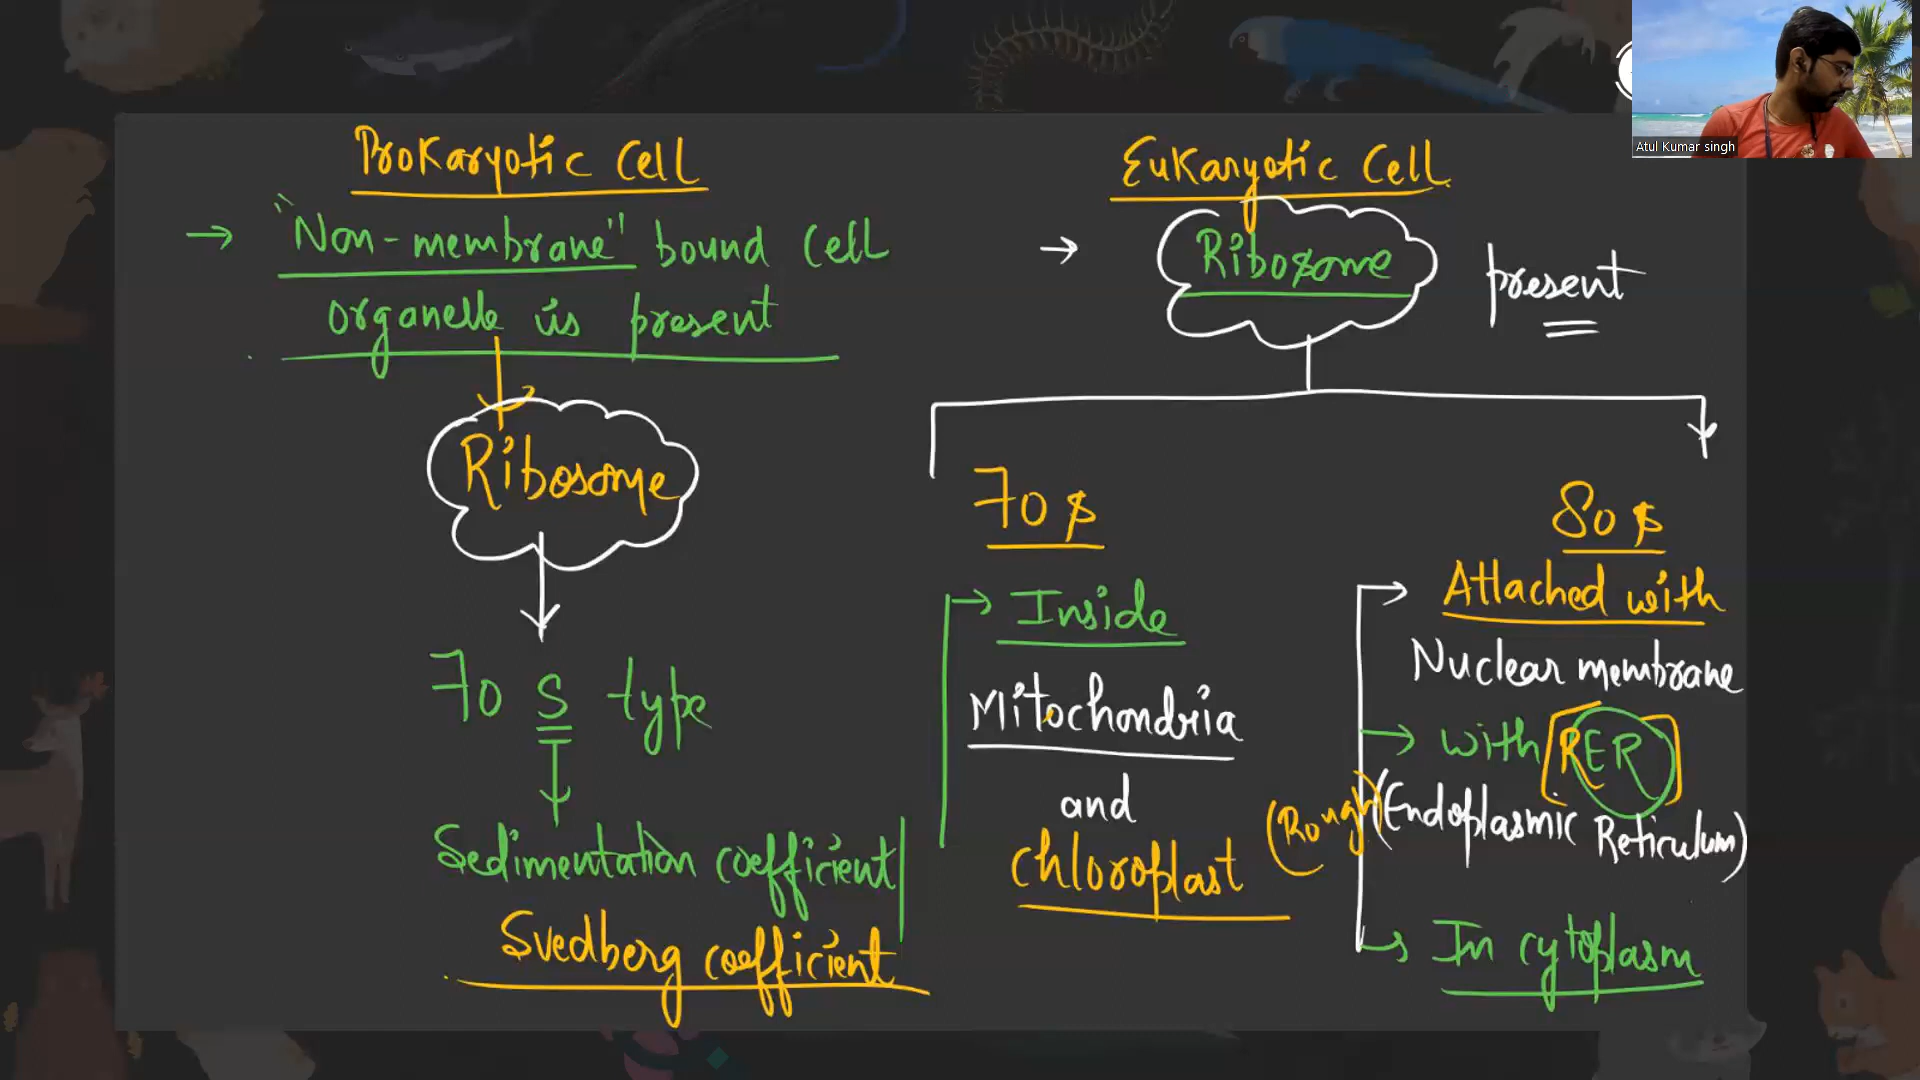 Atul Kumar singh
Prokaryotic Cell
→ "Non-membrane" bound Cell
organelle is present
Ribosome
70 S type
Sedimentation coefficient
Svedberg coefficient
Eukaryotic Cell
→ Ribosome present
70 s
→ Inside
Mitochondria
and
Chloroplast
80 s
→ Attached with
Nuclear membrane
→ with RER
(Rough) (Endoplasmic Reticulum)
→ In cytoplasm